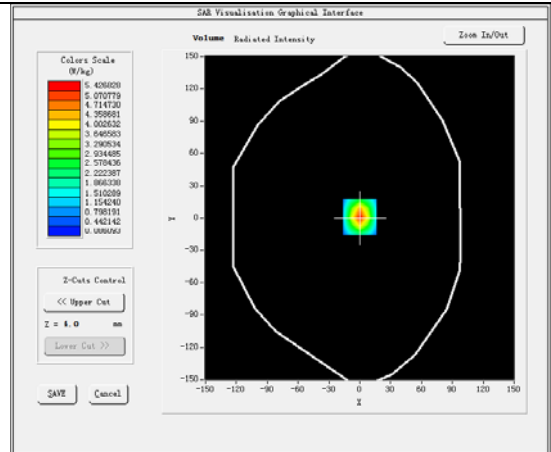 SAR Visualisation Graphical Interface
Volume Radiated Intensity
Zoom In/Out
Colors Scale
(W/kg)
5.426828
5.070779
4.714730
4.358681
4.002632
3.646583
3.290534
2.934485
2.578436
2.222387
1.866338
1.510289
1.154240
0.798191
0.442142
Z-Cuts Control
<< Upper Cut
Z = 4.0 mm
Lower Cut >>
SAVE Cancel
150
120
90
60
30
Y 0
-30
-60
-90
-120
-150
-150 -120 -90 -60 -30 0 30 60 90 120 150
X